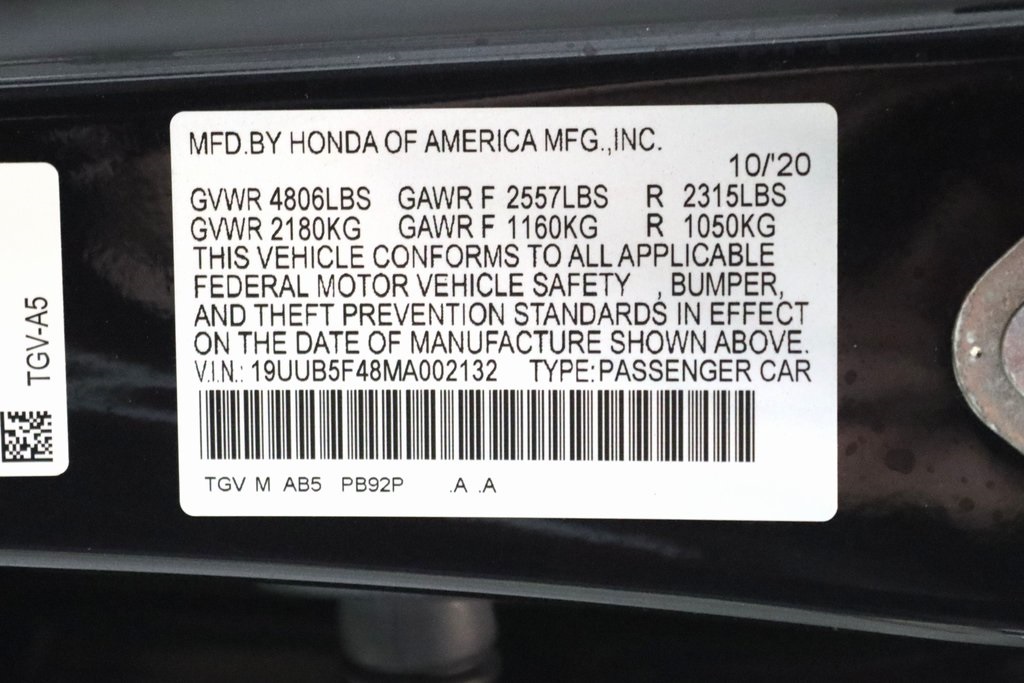 MFD.BY HONDA OF AMERICA MFG.,INC.
10/'20
GVWR 4806LBS GAWR F 2557LBS R 2315LBS
GVWR 2180KG GAWR F 1160KG R 1050KG
THIS VEHICLE CONFORMS TO ALL APPLICABLE
FEDERAL MOTOR VEHICLE SAFETY , BUMPER,
AND THEFT PREVENTION STANDARDS IN EFFECT
ON THE DATE OF MANUFACTURE SHOWN ABOVE.
V.I.N.: 19UUB5F48MA002132 TYPE:PASSENGER CAR
TGV M AB5 PB92P .A .A
TGV-A5